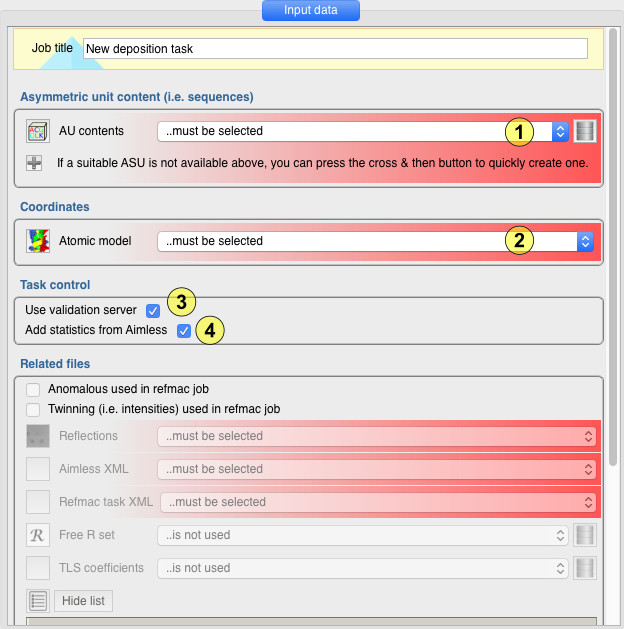 Input data
Job title New deposition task
Asymmetric unit content (i.e. sequences)
AU contents ..must be selected 1
If a suitable ASU is not available above, you can press the cross & then button to quickly create one.
Coordinates
Atomic model ..must be selected 2
Task control
Use validation server 3
Add statistics from Aimless 4
Related files
Anomalous used in refmac job
Twinning (i.e. intensities) used in refmac job
Reflections ..must be selected
Aimless XML ..must be selected
Refmac task XML ..must be selected
R Free R set ..is not used
TLS coefficients ..is not used
Hide list